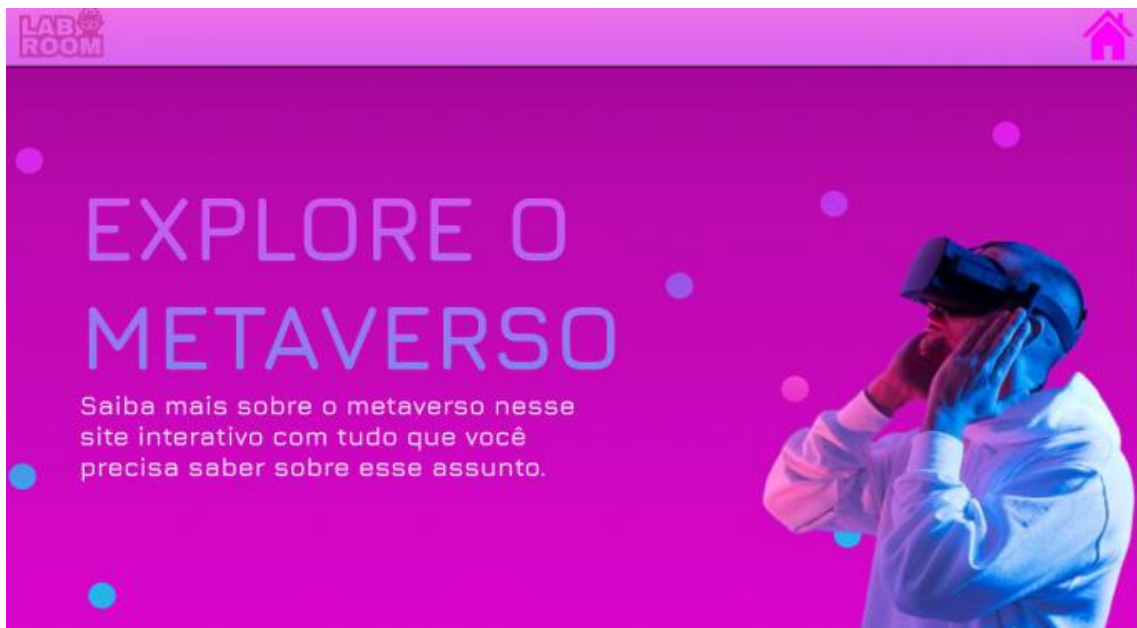 LAB
ROOM
EXPLORE O
METAVERSO
Saiba mais sobre o metaverso nesse
site interativo com tudo que você
precisa saber sobre esse assunto.